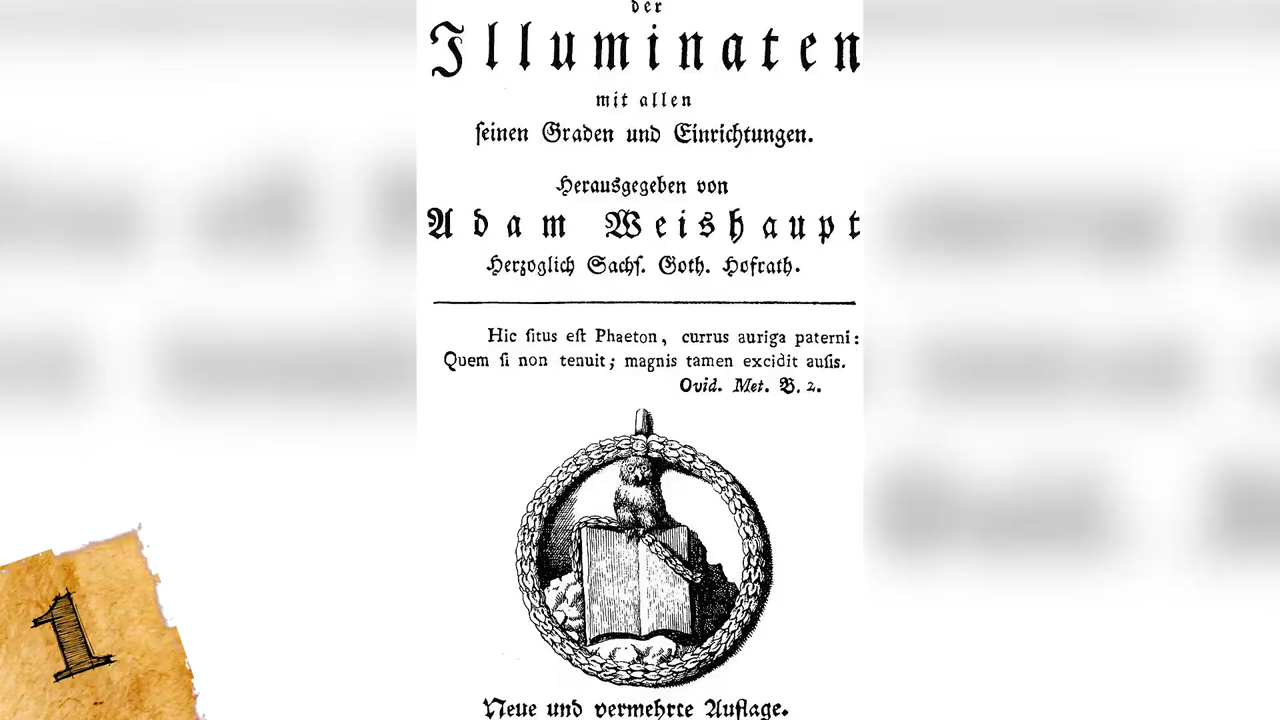 der
Illuminaten
mit allen
ſeinen Graden und Einrichtungen.
Herausgegeben von
Adam Weishaupt
Herzoglich Sachſ. Goth. Hofrath.
Hic ſitus eſt Phaeton, currus auriga paterni:
Quem ſi non tenuit; magnis tamen excidit auſis.
Ovid. Met. B. 2.
Neue und vermehrte Auflage.
1